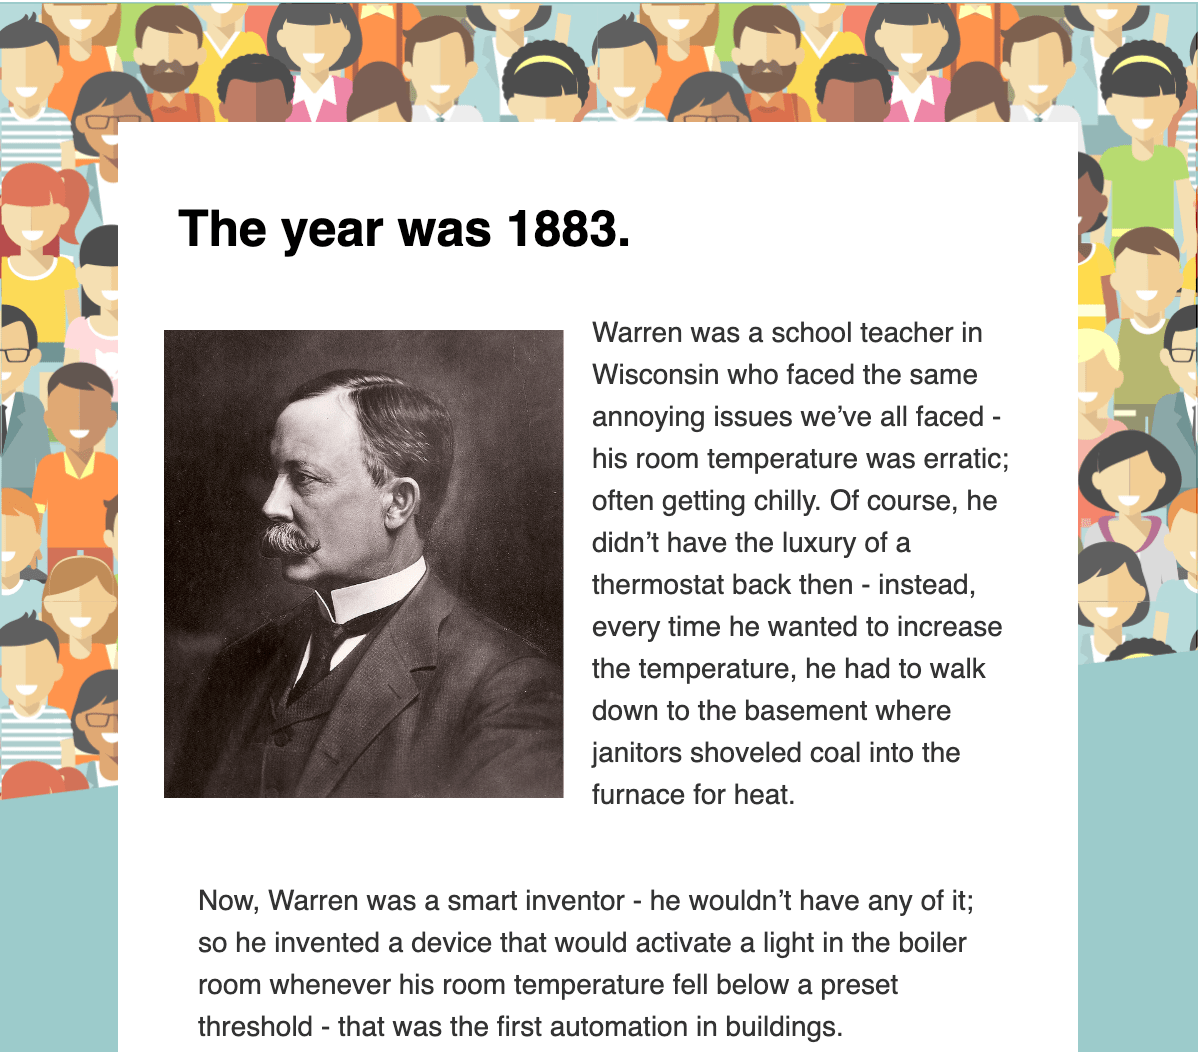 The year was 1883.
Warren was a school teacher in
Wisconsin who faced the same
annoying issues we’ve all faced -
his room temperature was erratic;
often getting chilly. Of course, he
didn’t have the luxury of a
thermostat back then - instead,
every time he wanted to increase
the temperature, he had to walk
down to the basement where
janitors shoveled coal into the
furnace for heat.
Now, Warren was a smart inventor - he wouldn’t have any of it;
so he invented a device that would activate a light in the boiler
room whenever his room temperature fell below a preset
threshold - that was the first automation in buildings.